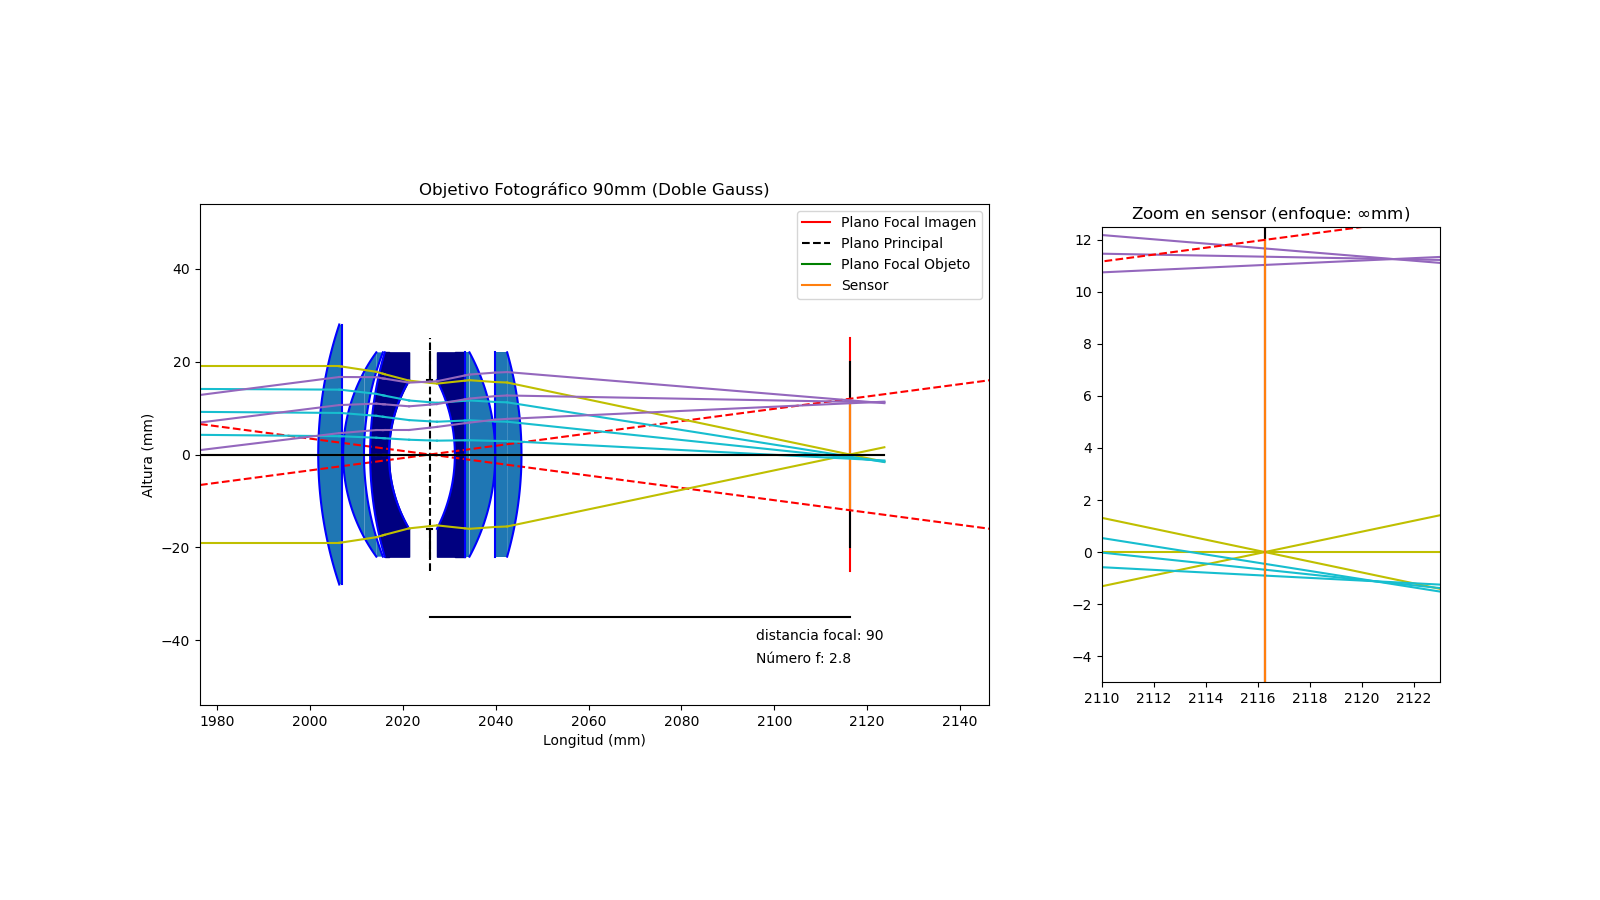 Objetivo Fotográfico 90mm (Doble Gauss)
Plano Focal Imagen
Plano Principal
Plano Focal Objeto
Sensor
40
20
0
−20
−40
Altura (mm)
distancia focal: 90
Número f: 2.8
1980 2000 2020 2040 2060 2080 2100 2120 2140
Longitud (mm)
Zoom en sensor (enfoque: ∞mm)
12
10
8
6
4
2
0
−2
−4
2110 2112 2114 2116 2118 2120 2122